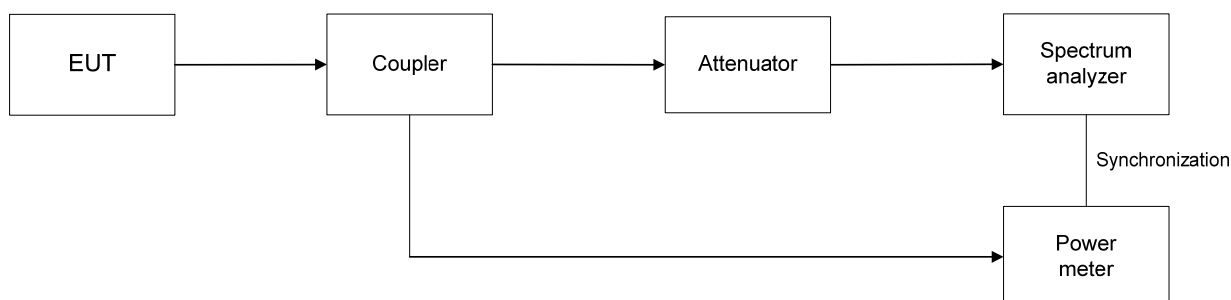 EUT
Coupler
Attenuator
Spectrum
analyzer
Synchronization
Power
meter